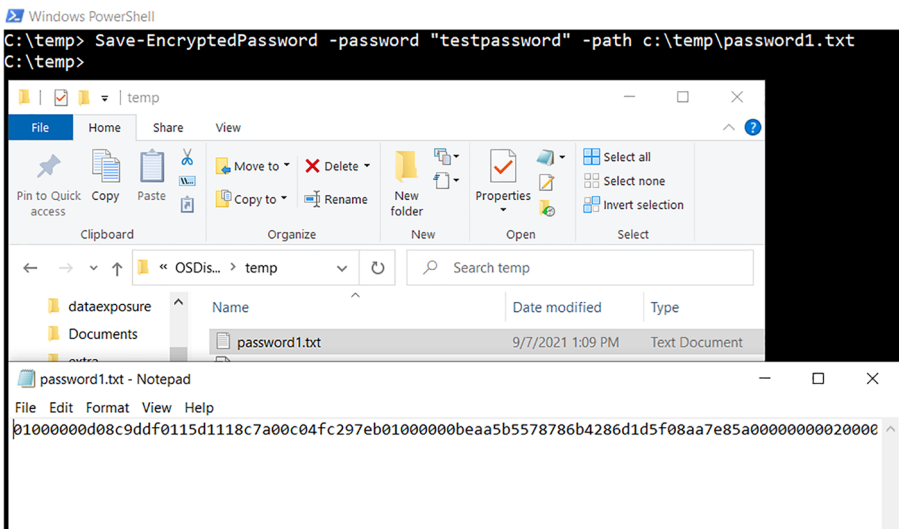 Windows PowerShell
C:\temp> Save-EncryptedPassword -password "testpassword" -path c:\temp\password1.txt
C:\temp>
temp
File Home Share View
Pin to Quick access
Copy
Paste
Clipboard
Move to
Copy to
Delete
Rename
Organize
New folder
New
Properties
Open
Select all
Select none
Invert selection
Select
« OSDis... > temp
Search temp
dataexposure
Documents
extra
Name Date modified Type
password1.txt 9/7/2021 1:09 PM Text Document
password1.txt - Notepad
File Edit Format View Help
01000000d08c9ddf0115d1118c7a00c04fc297eb01000000beaa5b5578786b4286d1d5f08aa7e85a00000000020000